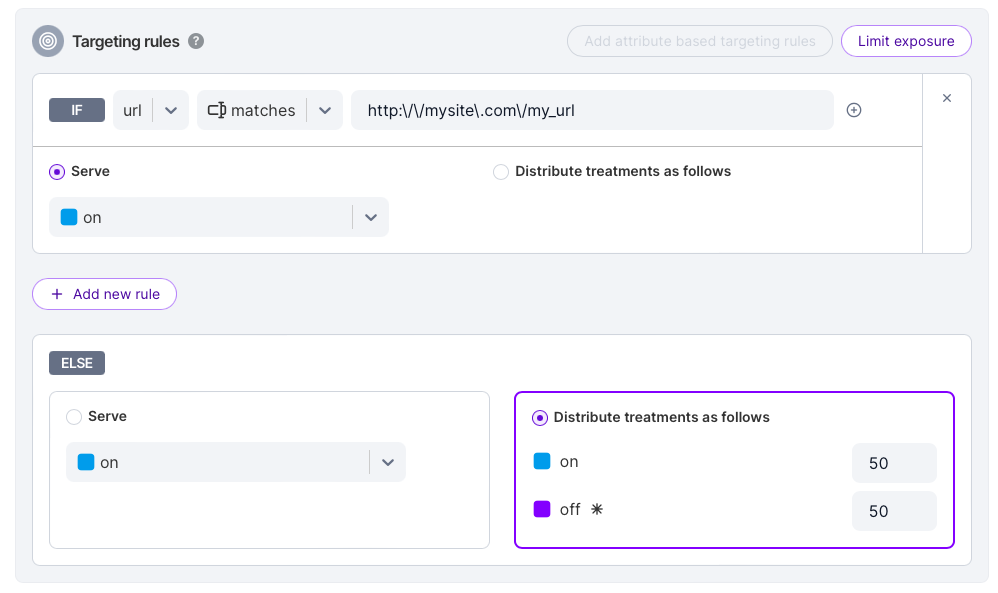 Targeting rules ?
Add attribute based targeting rules
Limit exposure
IF url matches http:\/\/mysite\.com\/my_url
Serve
Distribute treatments as follows
on
Add new rule
ELSE
Serve
on
Distribute treatments as follows
on 50
off 50